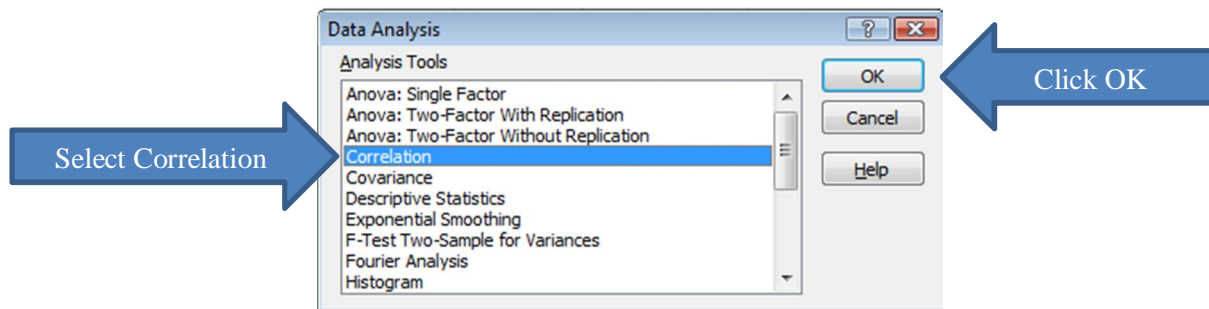 Data Analysis
Analysis Tools
Anova: Single Factor
Anova: Two-Factor With Replication
Anova: Two-Factor Without Replication
Correlation
Covariance
Descriptive Statistics
Exponential Smoothing
F-Test Two-Sample for Variances
Fourier Analysis
Histogram
OK
Cancel
Help
Select Correlation
Click OK